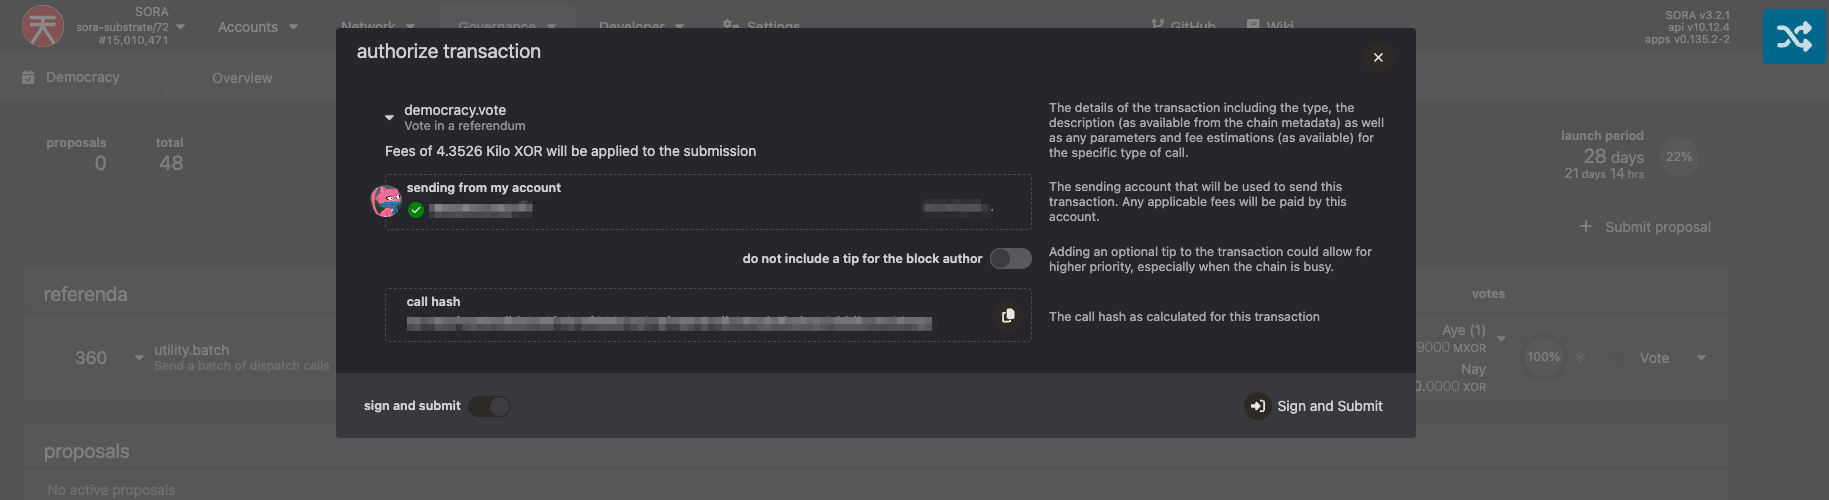 SORA
sora-substrate/72
#15,010,471
Accounts
Network
Governance
Developer
Settings
GitHub
Wiki
SORA v3.2.1
api v10.12.4
apps v0.135.2-2
Democracy
Overview
proposals
0
total
48
launch period
28 days
21 days 14 hrs
22%
Submit proposal
authorize transaction
democracy.vote
Vote in a referendum
Fees of 4.3526 Kilo XOR will be applied to the submission
The details of the transaction including the type, the
description (as available from the chain metadata) as well
as any parameters and fee estimations (as available) for
the specific type of call.
sending from my account
The sending account that will be used to send this
transaction. Any applicable fees will be paid by this
account.
do not include a tip for the block author
Adding an optional tip to the transaction could allow for
higher priority, especially when the chain is busy.
call hash
The call hash as calculated for this transaction
sign and submit
Sign and Submit
referenda
votes
360
utility.batch
Send a batch of dispatch calls
Aye (1)
9000 MXOR
Nay
0.0000 XOR
100%
Vote
proposals
No active proposals